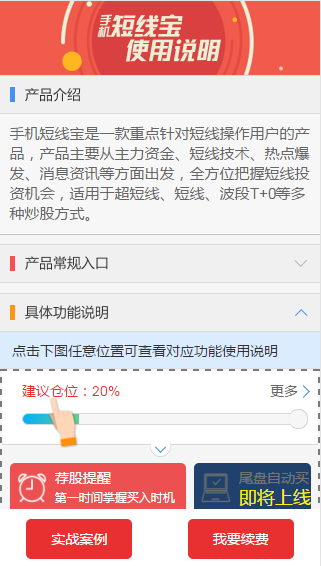 手机短线宝
使用说明
产品介绍
手机短线宝是一款重点针对短线操作用户的产
品，产品主要从主力资金、短线技术、热点爆
发、消息资讯等方面出发，全方位把握短线投
资机会，适用于超短线、短线、波段T+0等多
种炒股方式。
产品常规入口
具体功能说明
点击下图任意位置可查看对应功能使用说明
建议仓位：20% 更多
荐股提醒 尾盘自动买
第一时间掌握买入时机 即将上线
实战案例 我要续费